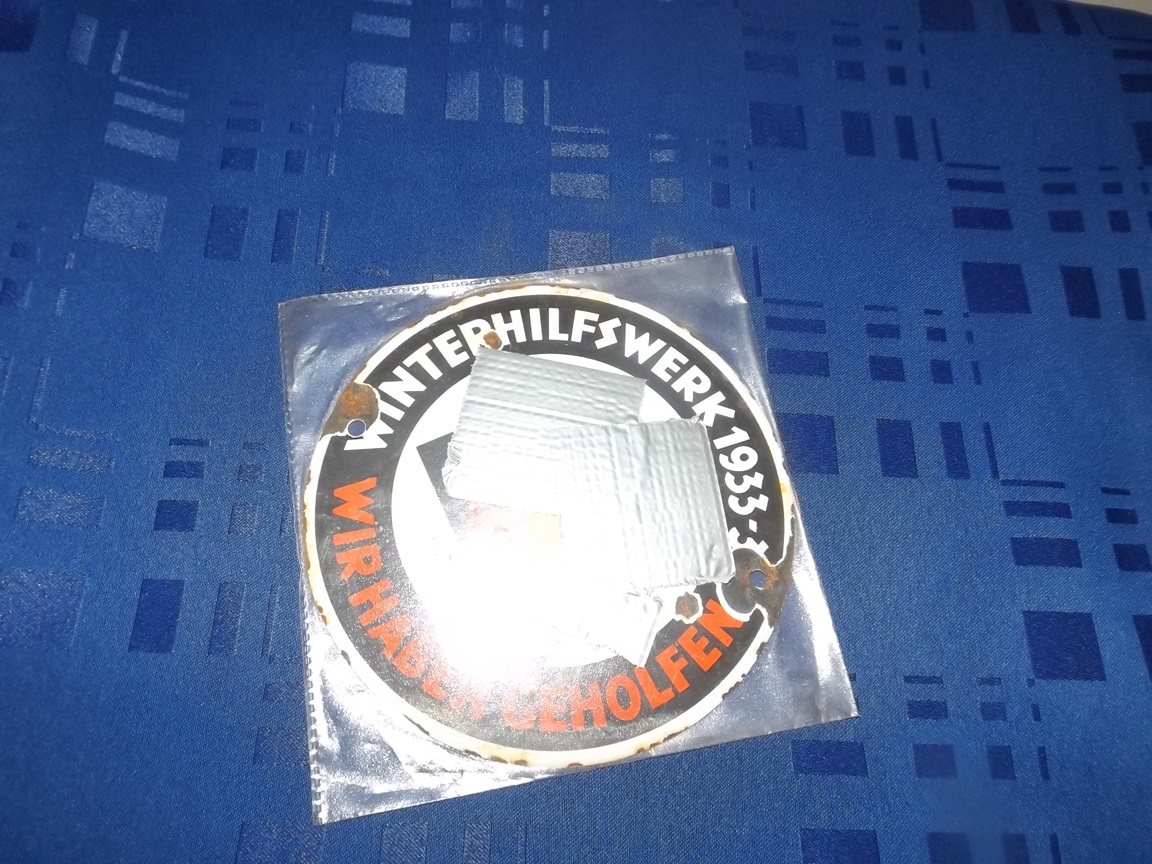 WINTERHILFSWERK 1933-3
WIR HABEN GEHOLFEN